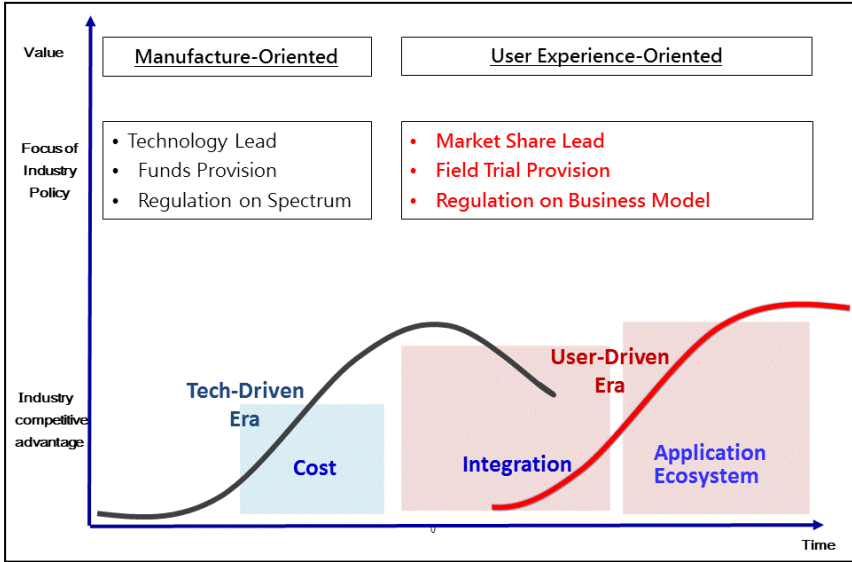 Value
Manufacture-Oriented
User Experience-Oriented
Focus of
Industry
Policy
• Technology Lead
• Funds Provision
• Regulation on Spectrum
• Market Share Lead
• Field Trial Provision
• Regulation on Business Model
Industry
competitive
advantage
Tech-Driven
Era
Cost
Integration
User-Driven
Era
Application
Ecosystem
Time